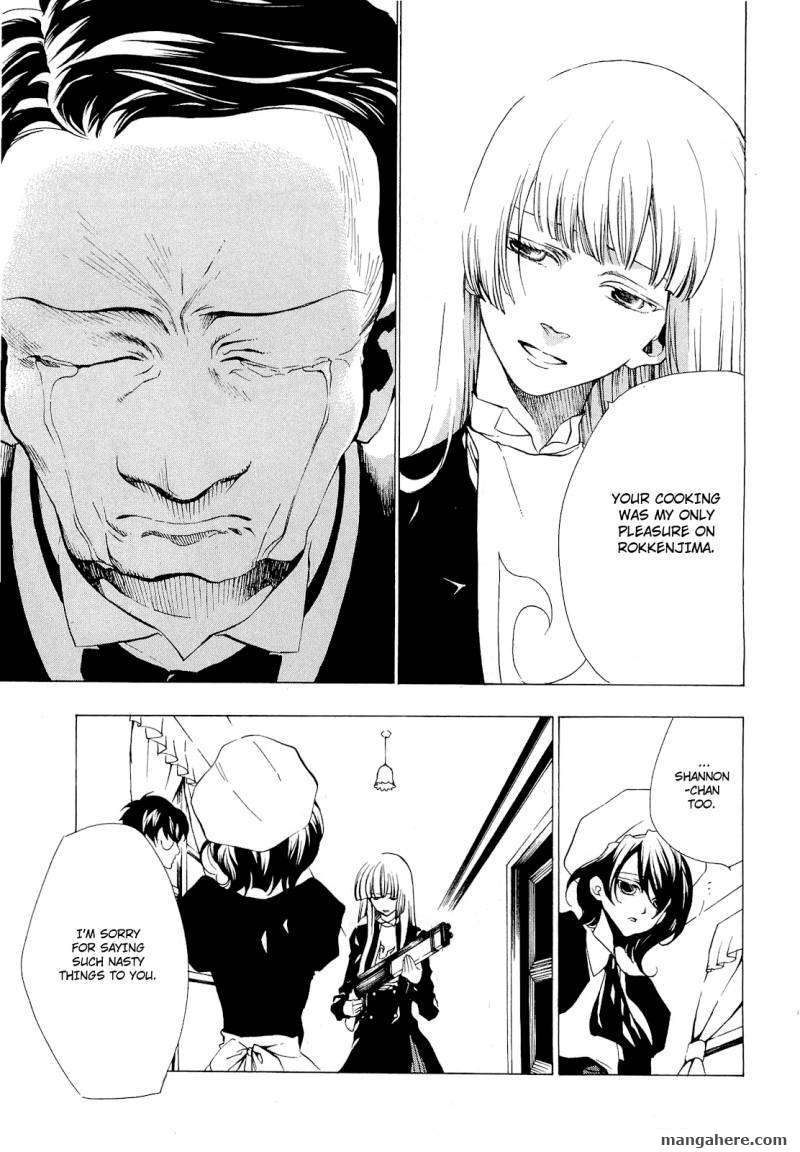 YOUR COOKING
WAS MY ONLY
PLEASURE ON
ROKKENJIMA.
...
SHANNON
-CHAN
TOO.
I'M SORRY
FOR SAYING
SUCH NASTY
THINGS TO YOU.
mangahere.com